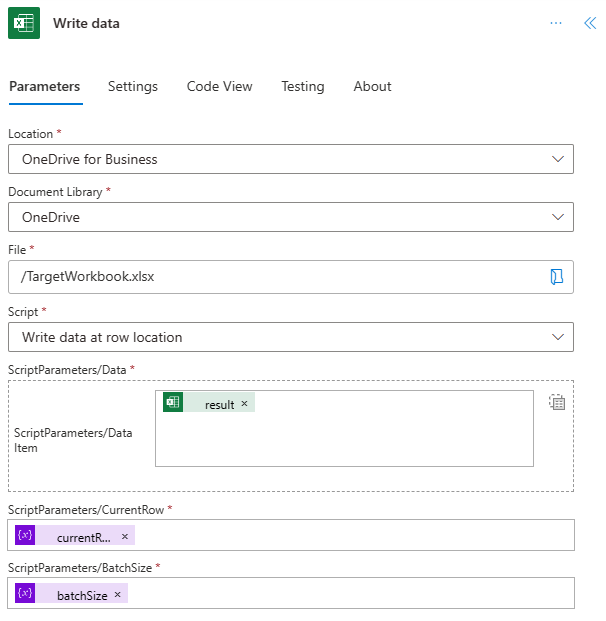 Write data
Parameters Settings Code View Testing About
Location *
OneDrive for Business
Document Library *
OneDrive
File *
/TargetWorkbook.xlsx
Script *
Write data at row location
ScriptParameters/Data *
result ×
ScriptParameters/Data
Item
ScriptParameters/CurrentRow *
{x} currentR... ×
ScriptParameters/BatchSize *
{x} batchSize ×